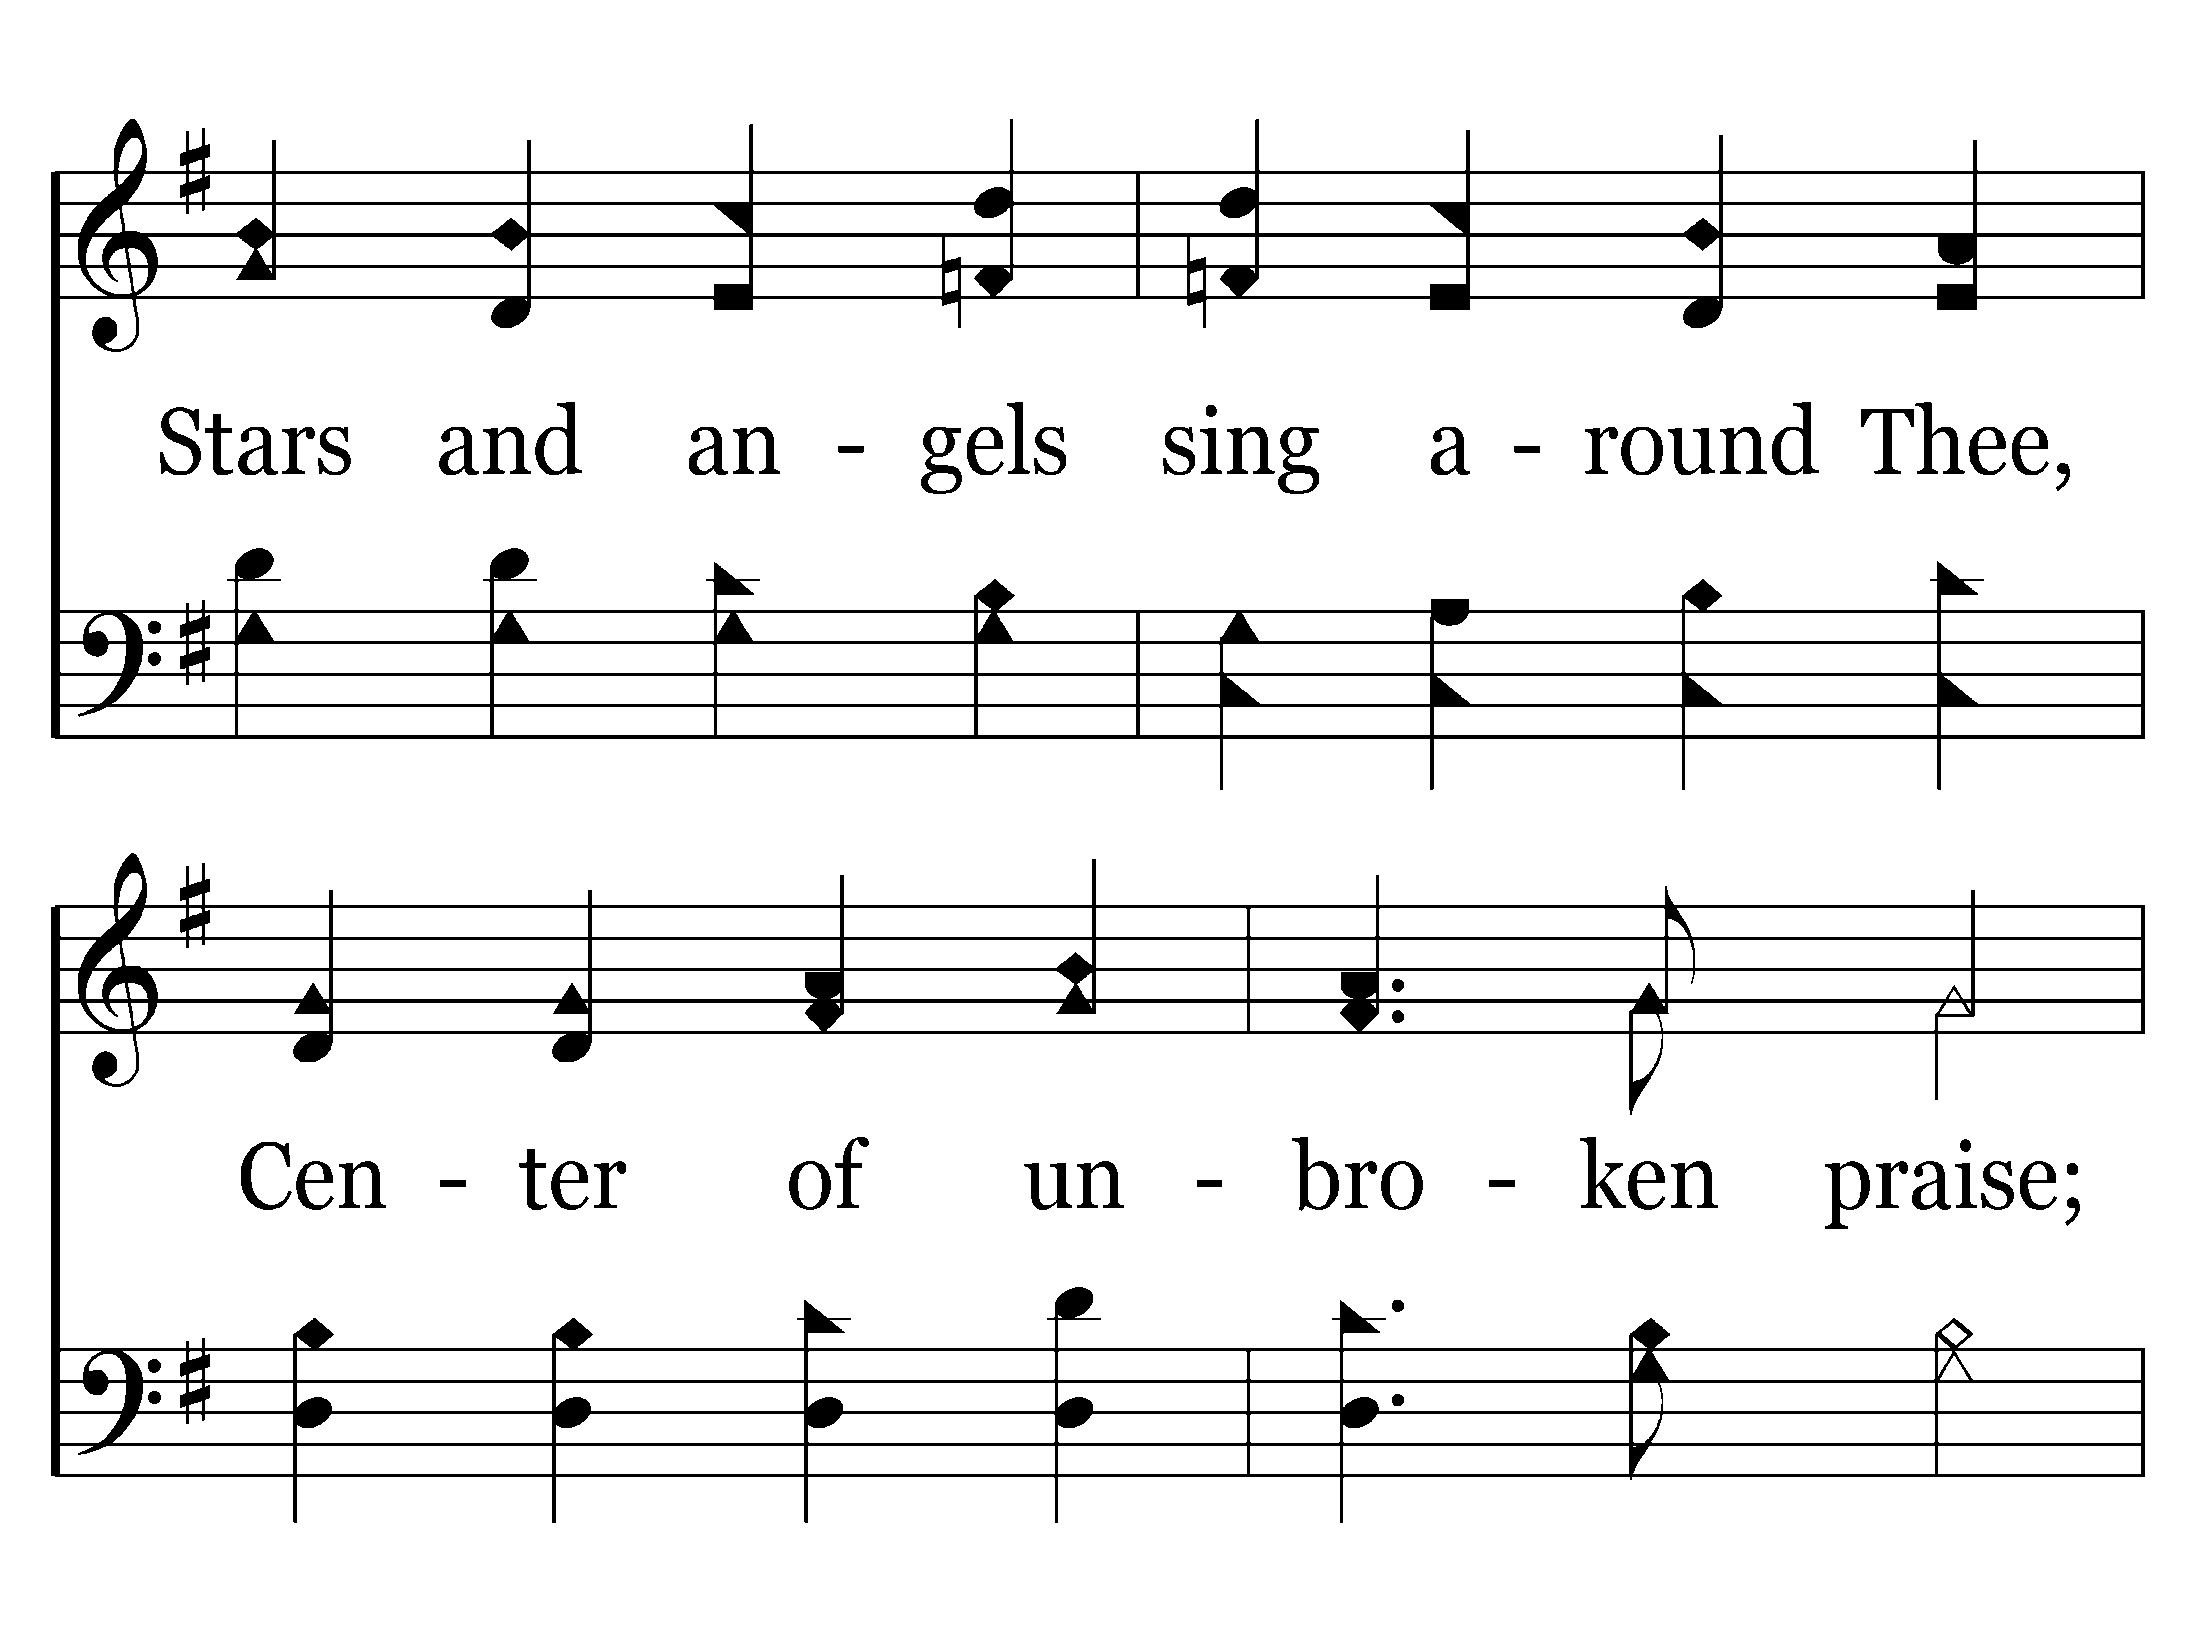 Stars and an - gels sing a - round Thee,
Cen - ter of un - bro - ken praise;